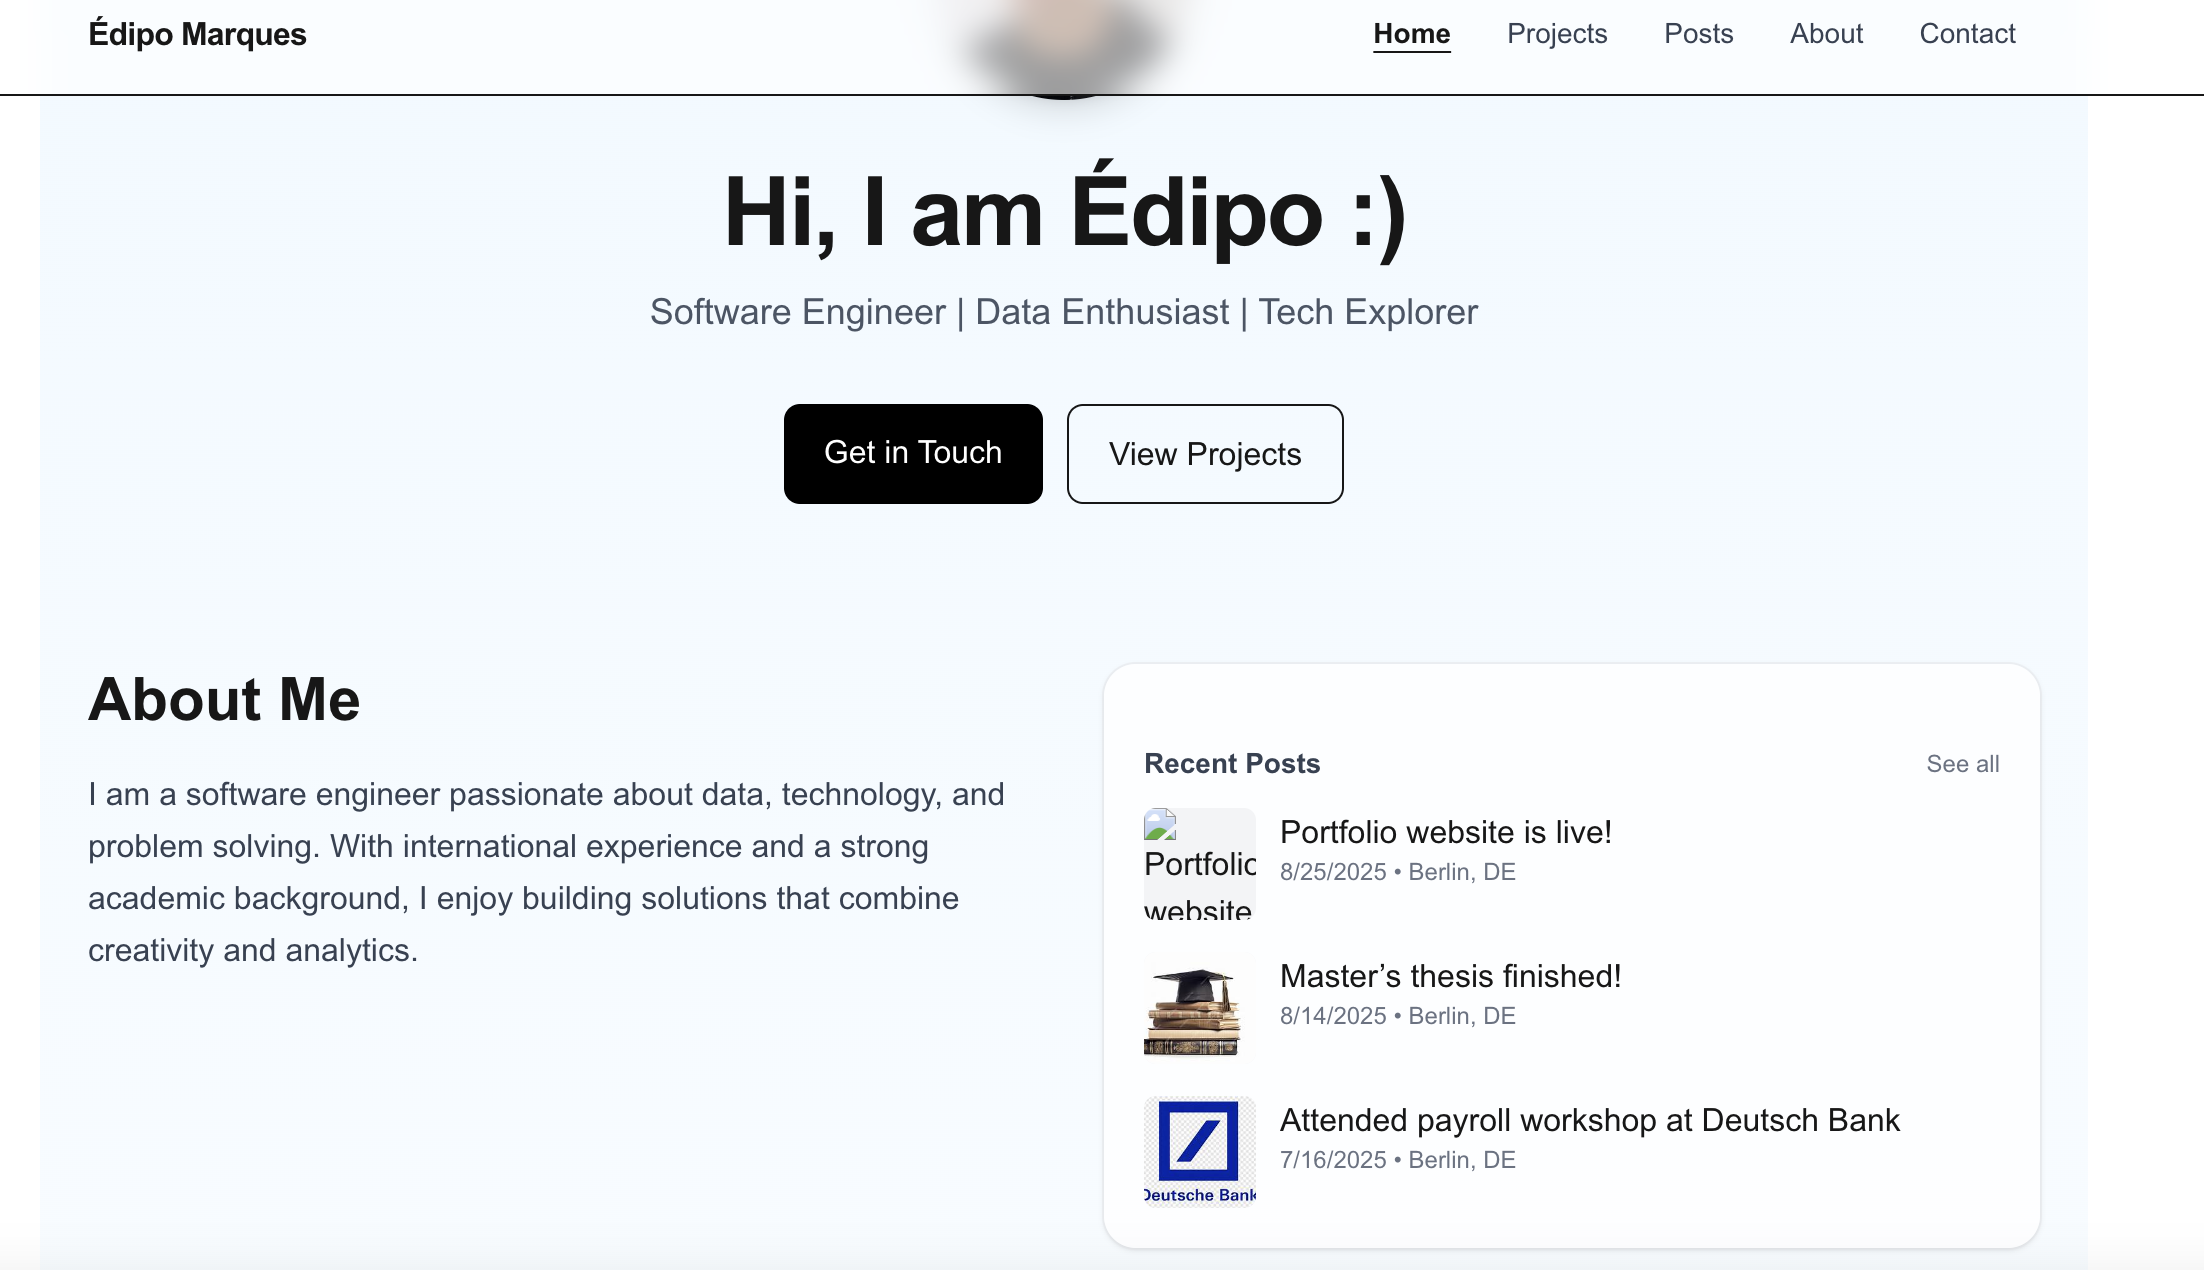 Édipo Marques
Home
Projects
Posts
About
Contact
Hi, I am Édipo :)
Software Engineer | Data Enthusiast | Tech Explorer
Get in Touch
View Projects
About Me
I am a software engineer passionate about data, technology, and
problem solving. With international experience and a strong
academic background, I enjoy building solutions that combine
creativity and analytics.
Recent Posts
See all
Portfolio
website
Portfolio website is live!
8/25/2025 • Berlin, DE
Master’s thesis finished!
8/14/2025 • Berlin, DE
Deutsche Bank
Attended payroll workshop at Deutsch Bank
7/16/2025 • Berlin, DE